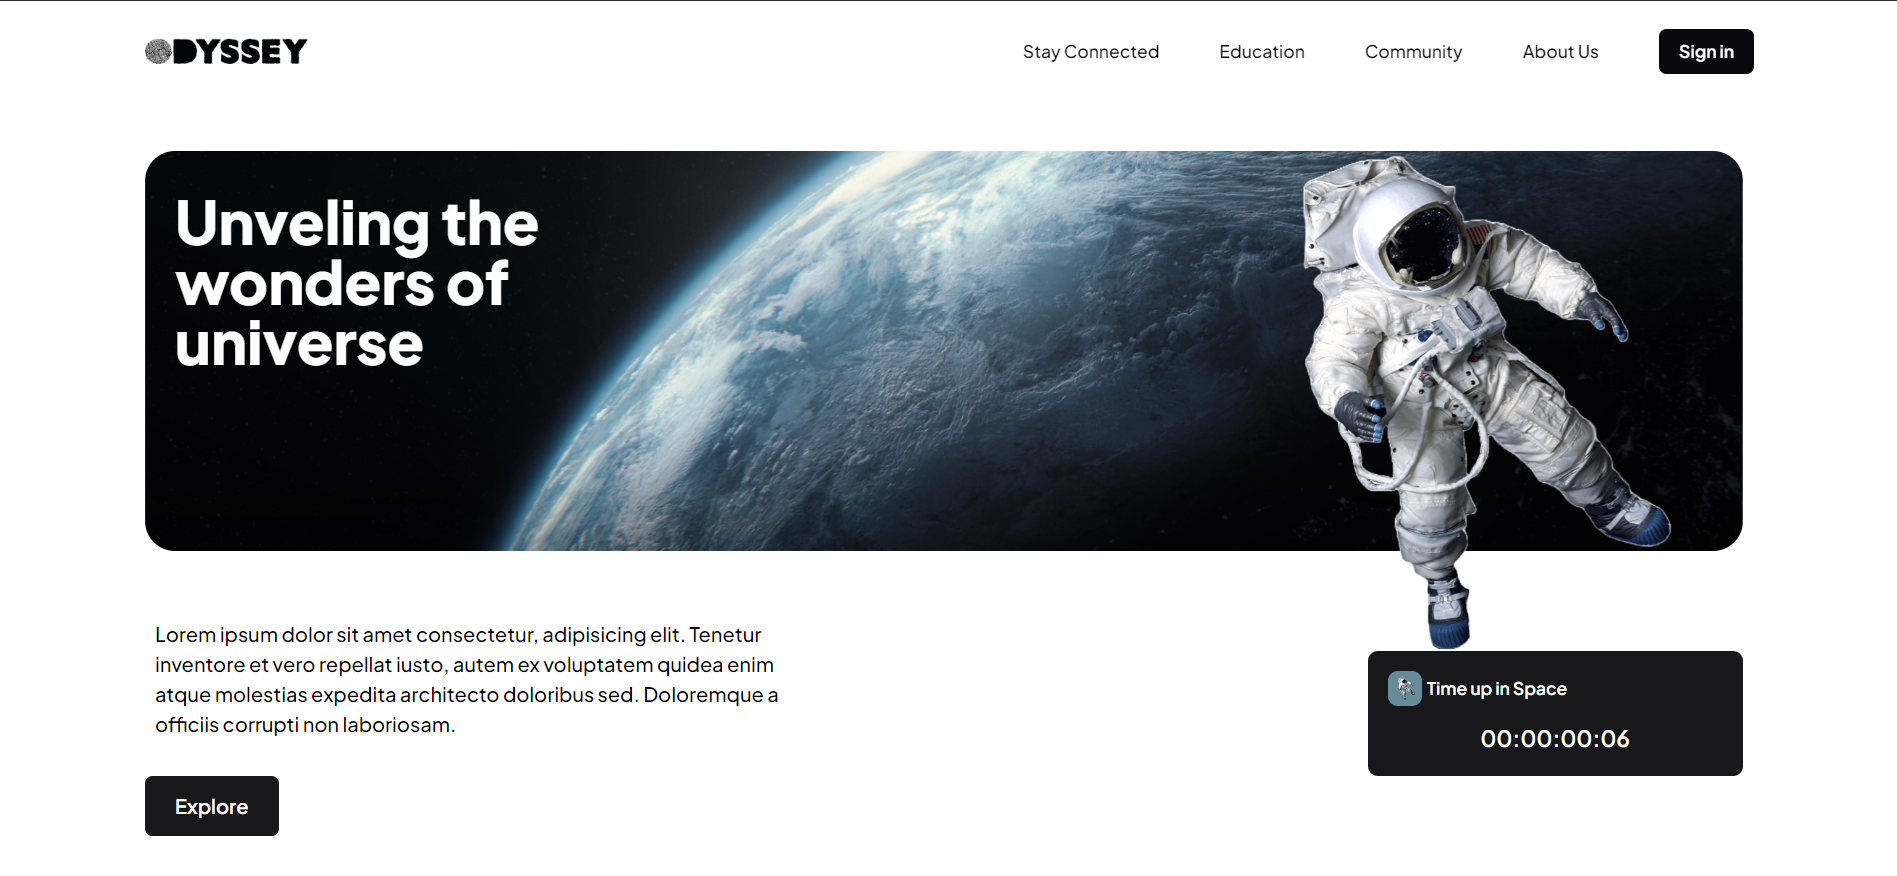 ODYSSEY
Stay Connected
Education
Community
About Us
Sign in
Unveling the
wonders of
universe
Lorem ipsum dolor sit amet consectetur, adipisicing elit. Tenetur
inventore et vero repellat iusto, autem ex voluptatem quidea enim
atque molestias expedita architecto doloribus sed. Doloremque a
officiis corrupti non laboriosam.
Time up in Space
00:00:00:06
Explore